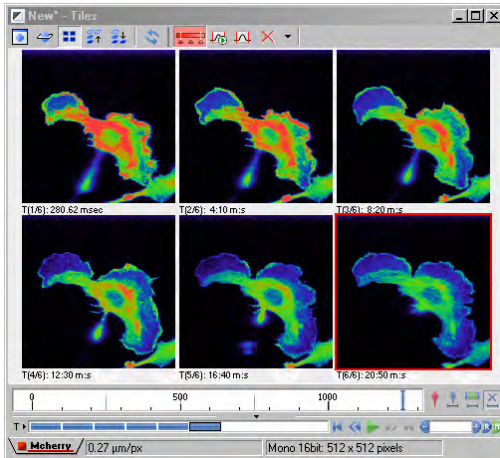 New* - Tiles
T(1/6): 280.62 msec
T(2/6): 4:10 m:s
T(3/6): 8:20 m:s
T(4/6): 12:30 m:s
T(5/6): 16:40 m:s
T(6/6): 20:50 m:s
0 500 1000
T
Mcherry 0.27 µm/px Mono 16bit: 512 x 512 pixels